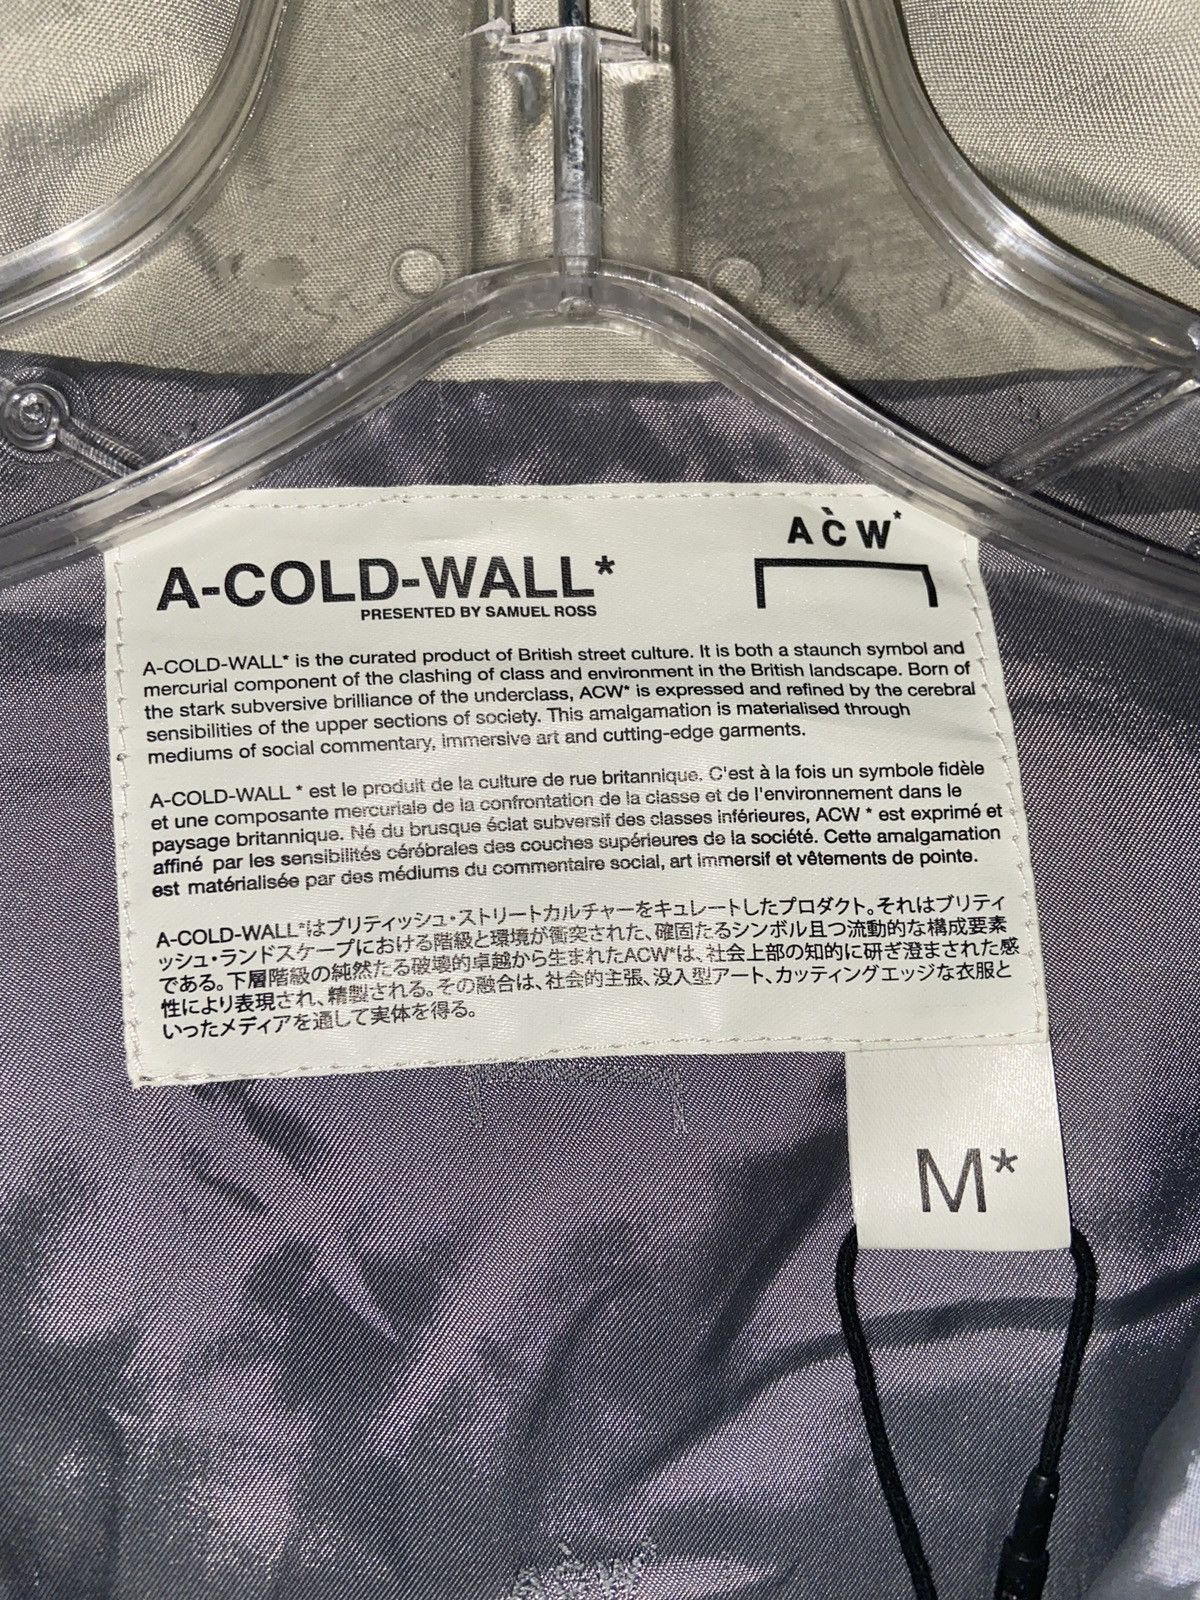 A-COLD-WALL*
PRESENTED BY SAMUEL ROSS
AC̀W*
A-COLD-WALL* is the curated product of British street culture. It is both a staunch symbol and
mercurial component of the clashing of class and environment in the British landscape. Born of
the stark subversive brilliance of the underclass, ACW* is expressed and refined by the cerebral
sensibilities of the upper sections of society. This amalgamation is materialised through
mediums of social commentary, immersive art and cutting-edge garments.
A-COLD-WALL * est le produit de la culture de rue britannique. C'est à la fois un symbole fidèle
et une composante mercuriale de la confrontation de la classe et de l'environnement dans le
paysage britannique. Né du brusque éclat subversif des classes inférieures, ACW * est exprimé et
affiné par les sensibilités cérébrales des couches supérieures de la société. Cette amalgamation
est matérialisée par des médiums du commentaire social, art immersif et vêtements de pointe.
A-COLD-WALL*はブリティッシュ・ストリートカルチャーをキュレートしたプロダクト。それはブリティ
ッシュ・ランドスケープにおける階級と環境が衝突された、確固たるシンボル且つ流動的な構成要素
である。下層階級の純然たる破壊的卓越から生まれたACW*は、社会上部の知的に研ぎ澄まされた感
性により表現され、精製される。その融合は、社会的主張、没入型アート、カッティングエッジな衣服と
いったメディアを通して実体を得る。
M*